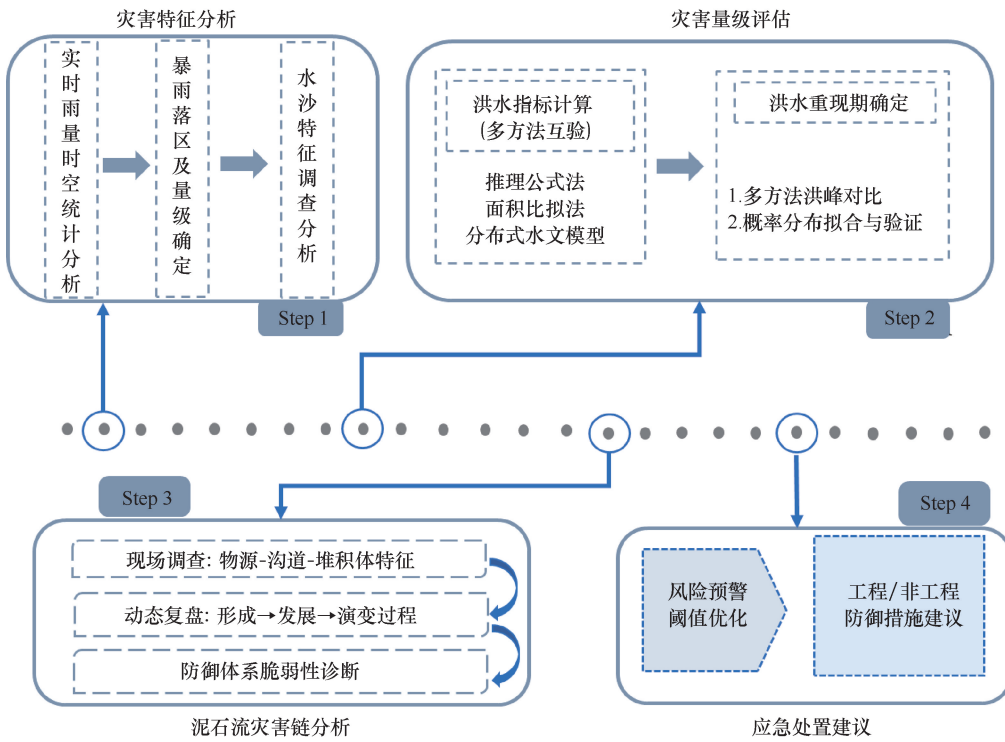 灾害特征分析
实时雨量时空统计分析
暴雨落区及量级确定
水沙特征调查分析
Step 1
灾害量级评估
洪水指标计算
(多方法互验)
推理公式法
面积比拟法
分布式水文模型
洪水重现期确定
1.多方法洪峰对比
2.概率分布拟合与验证
Step 2
Step 3
现场调查: 物源-沟道-堆积体特征
动态复盘: 形成→发展→演变过程
防御体系脆弱性诊断
泥石流灾害链分析
Step 4
风险预警
阈值优化
工程/非工程
防御措施建议
应急处置建议